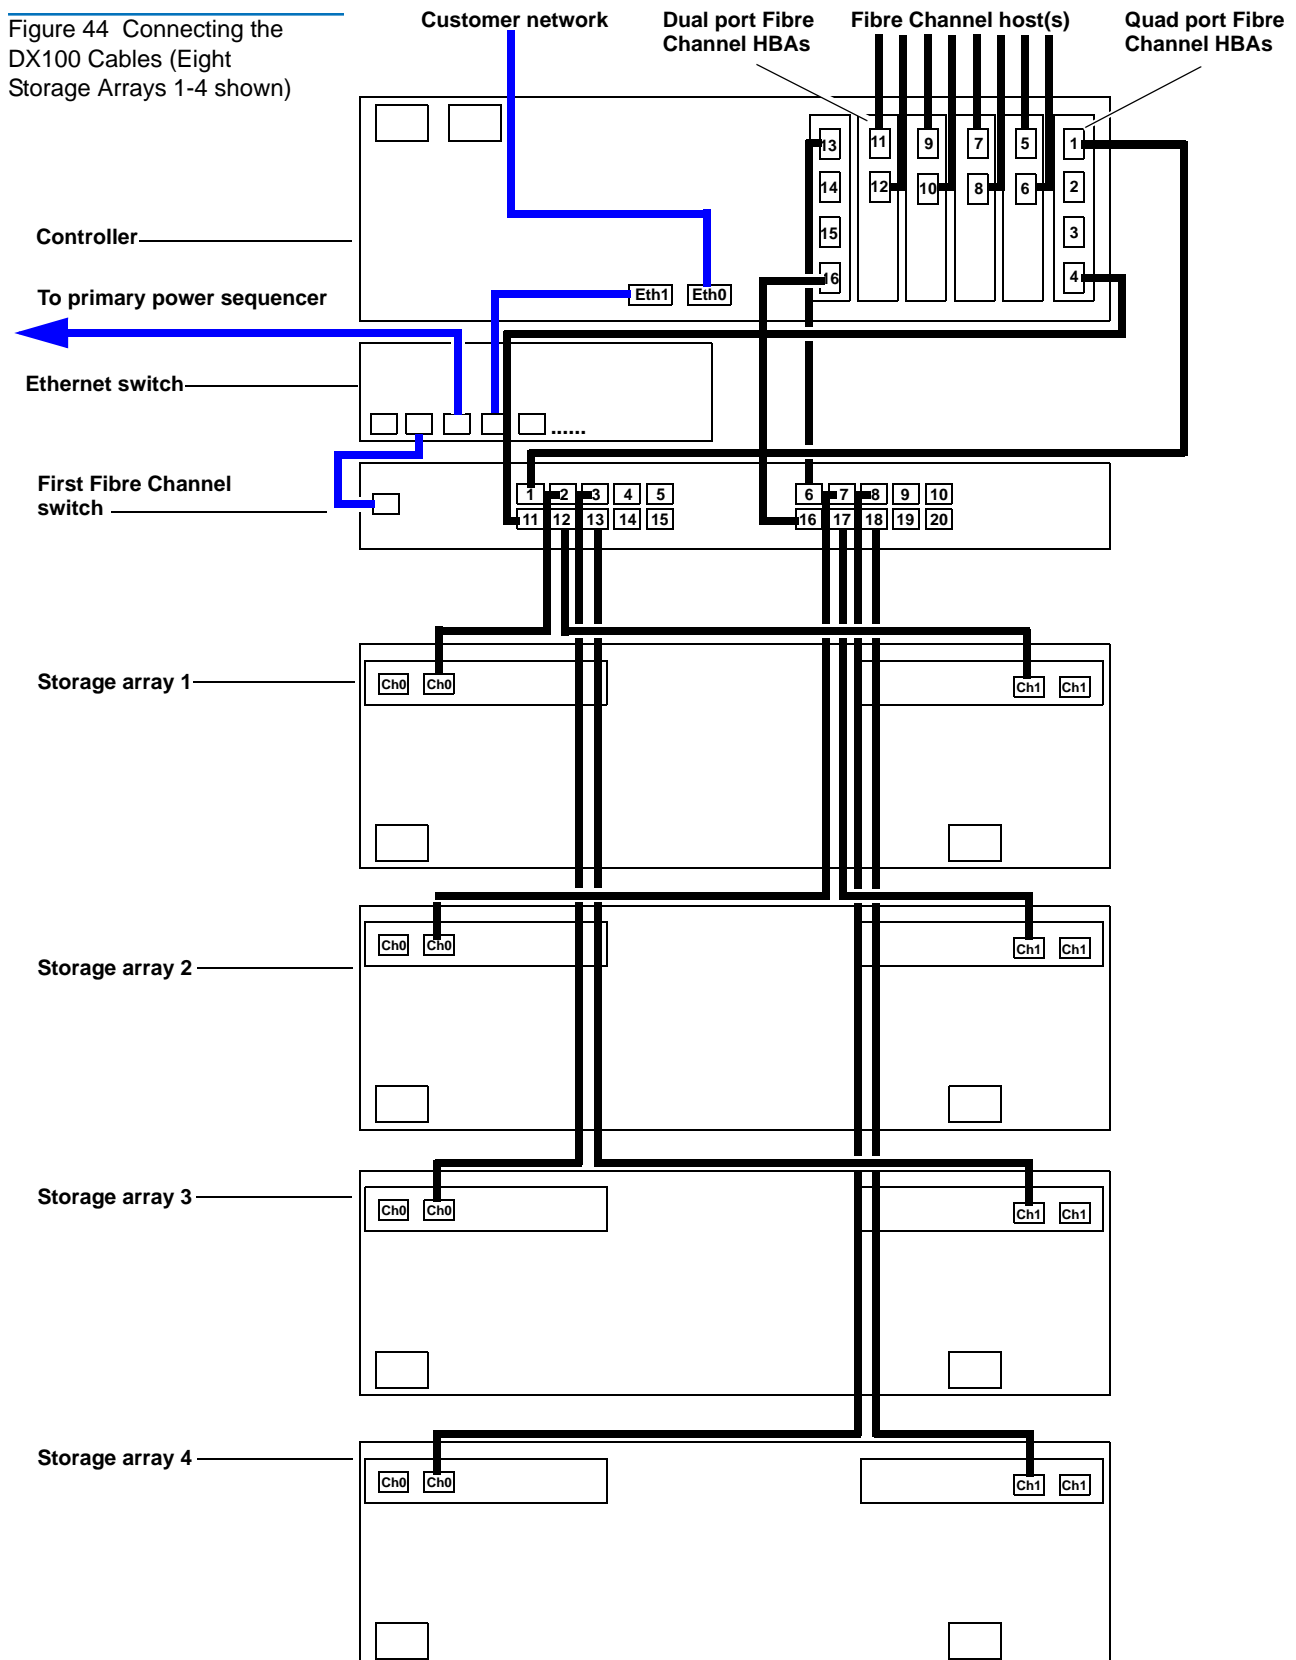 Figure 44 Connecting the
DX100 Cables (Eight
Storage Arrays 1-4 shown)
Customer network
Dual port Fibre
Channel HBAs
Fibre Channel host(s)
Quad port Fibre
Channel HBAs
13
11
9
7
5
1
14
12
10
8
6
2
15
3
16
4
Controller
Eth1
Eth0
To primary power sequencer
Ethernet switch
......
First Fibre Channel
switch
1 2 3 4 5
6 7 8 9 10
11 12 13 14 15
16 17 18 19 20
Storage array 1
Ch0 Ch0
Ch1 Ch1
Storage array 2
Ch0 Ch0
Ch1 Ch1
Storage array 3
Ch0 Ch0
Ch1 Ch1
Storage array 4
Ch0 Ch0
Ch1 Ch1